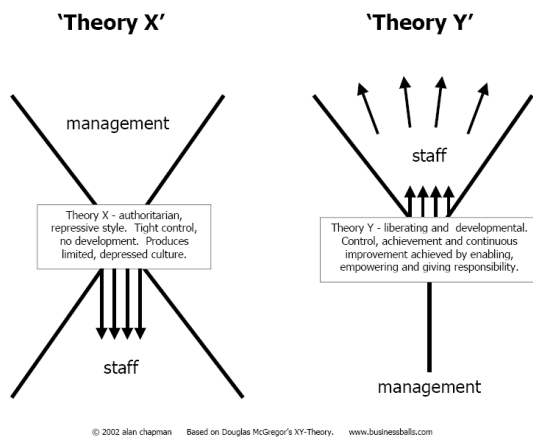 'Theory X'
management
Theory X - authoritarian,
repressive style. Tight control,
no development. Produces
limited, depressed culture.
staff
'Theory Y'
staff
Theory Y - liberating and developmental.
Control, achievement and continuous
improvement achieved by enabling,
empowering and giving responsibility.
management
© 2002 alan chapman Based on Douglas McGregor's XY-Theory. www.businessballs.com